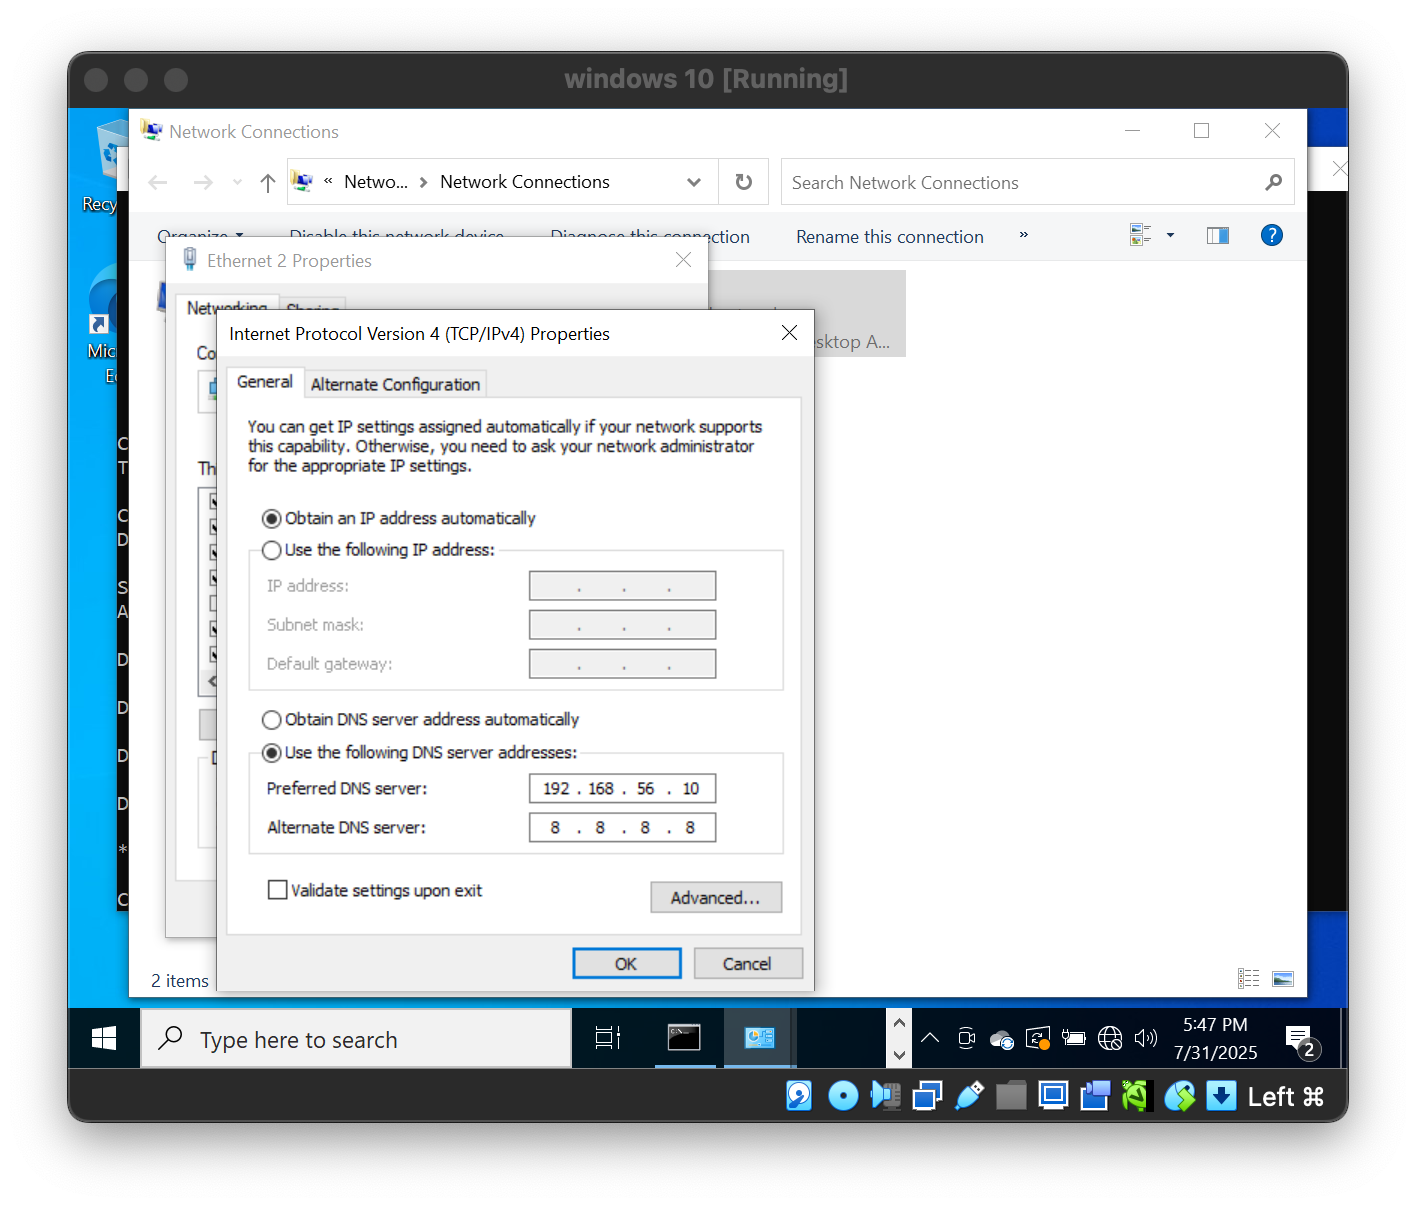 windows 10 [Running]
Network Connections
« Netwo... › Network Connections
Search Network Connections
Organize
Disable this network device
Diagnose this connection
Rename this connection
»
Recy
Mic
Ec
Ethernet 2 Properties
Networking
Sharing
Co
Th
esktop A...
Internet Protocol Version 4 (TCP/IPv4) Properties
General
Alternate Configuration
You can get IP settings assigned automatically if your network supports
this capability. Otherwise, you need to ask your network administrator
for the appropriate IP settings.
Obtain an IP address automatically
Use the following IP address:
IP address:
Subnet mask:
Default gateway:
Obtain DNS server address automatically
Use the following DNS server addresses:
Preferred DNS server: 192 . 168 . 56 . 10
Alternate DNS server: 8 . 8 . 8 . 8
Validate settings upon exit
Advanced...
OK
Cancel
C
T
C
D
S
A
D
D
D
D
*
C
2 items
Type here to search
5:47 PM
7/31/2025
2
Left ⌘